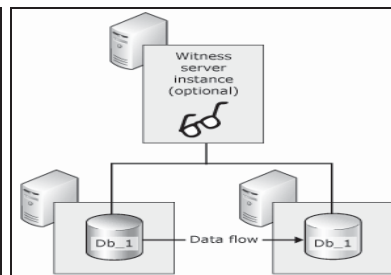 Witness
server
instance
(optional)
Db_1
Data flow
Db_1